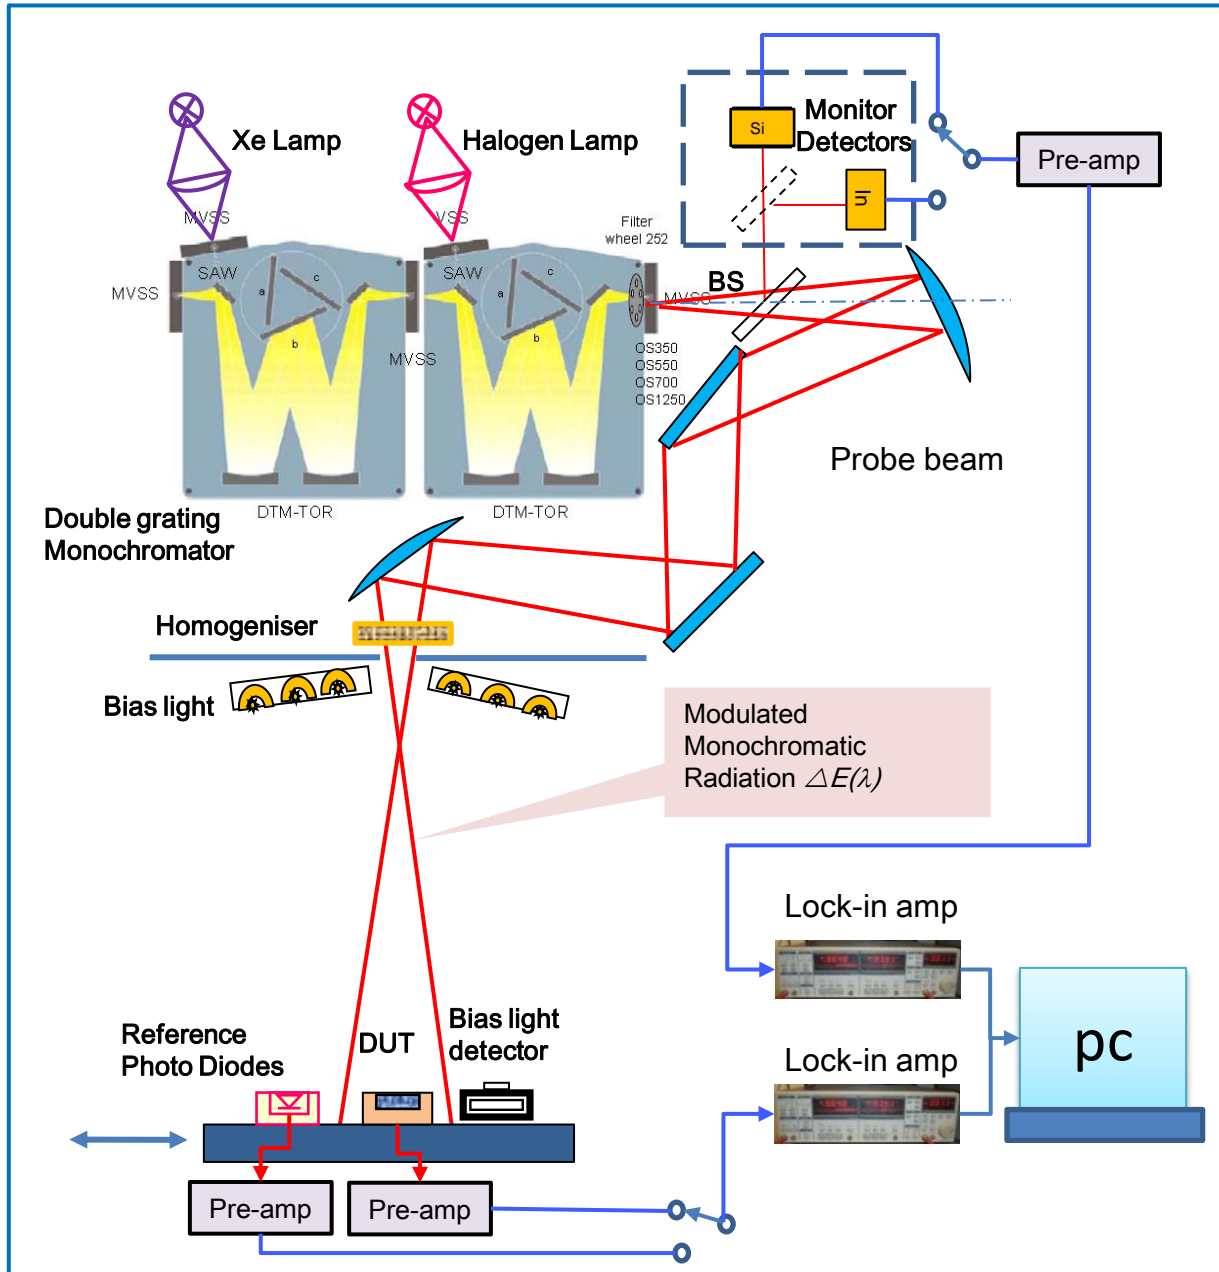 Xe Lamp
Halogen Lamp
Monitor
Detectors
Si
In
Pre-amp
MVSS
VSS
Filter
wheel 252
SAW
SAW
MVSS
MVSS
MVSS
BS
a
c
b
a
c
b
OS350
OS550
OS700
OS1250
DTM-TOR
DTM-TOR
Probe beam
Double grating
Monochromator
Homogeniser
Bias light
Modulated
Monochromatic
Radiation △E(λ)
Lock-in amp
Lock-in amp
pc
Reference
Photo Diodes
DUT
Bias light
detector
Pre-amp
Pre-amp